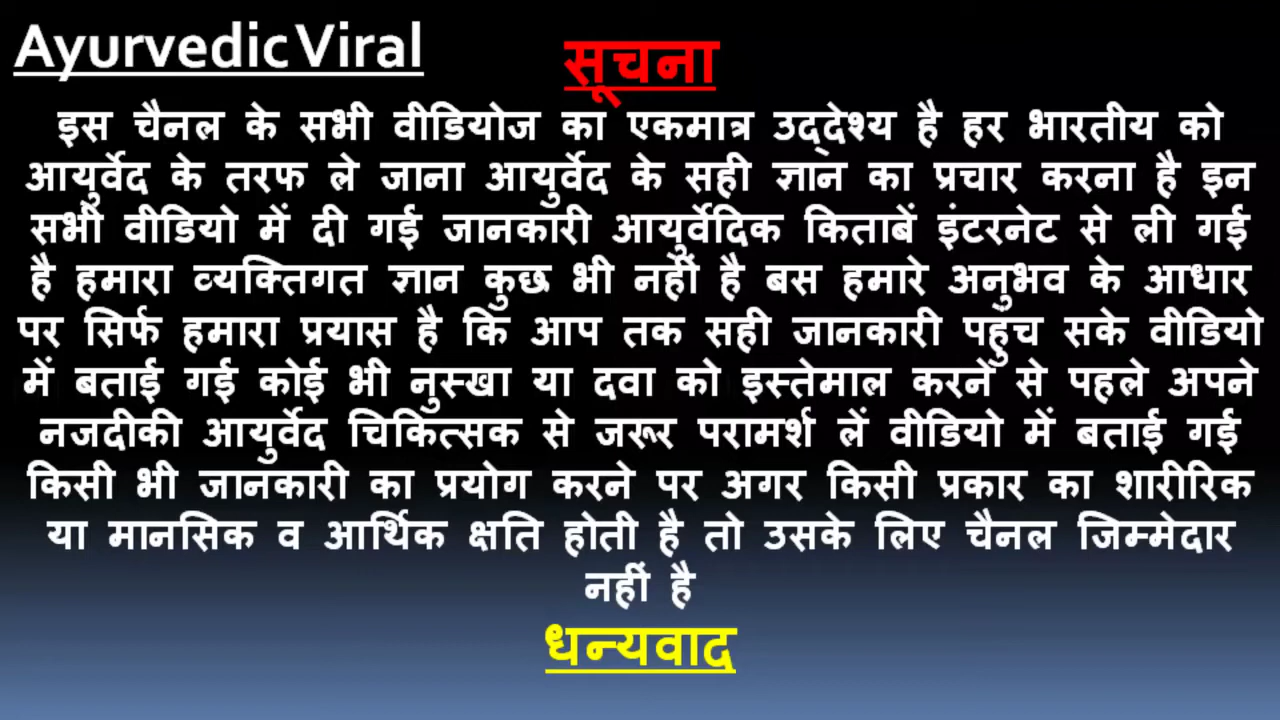 Ayurvedic Viral
सूचना
इस चैनल के सभी वीडियोज का एकमात्र उद्देश्य है हर भारतीय को
आयुर्वेद के तरफ ले जाना आयुर्वेद के सही ज्ञान का प्रचार करना है इन
सभी वीडियो में दी गई जानकारी आयुर्वेदिक किताबें इंटरनेट से ली गई
है हमारा व्यक्तिगत ज्ञान कुछ भी नहीं है बस हमारे अनुभव के आधार
पर सिर्फ हमारा प्रयास है कि आप तक सही जानकारी पहुंच सके वीडियो
में बताई गई कोई भी नुस्खा या दवा को इस्तेमाल करने से पहले अपने
नजदीकी आयुर्वेद चिकित्सक से जरूर परामर्श लें वीडियो में बताई गई
किसी भी जानकारी का प्रयोग करने पर अगर किसी प्रकार का शारीरिक
या मानसिक व आर्थिक क्षति होती है तो उसके लिए चैनल जिम्मेदार
नहीं है
धन्यवाद